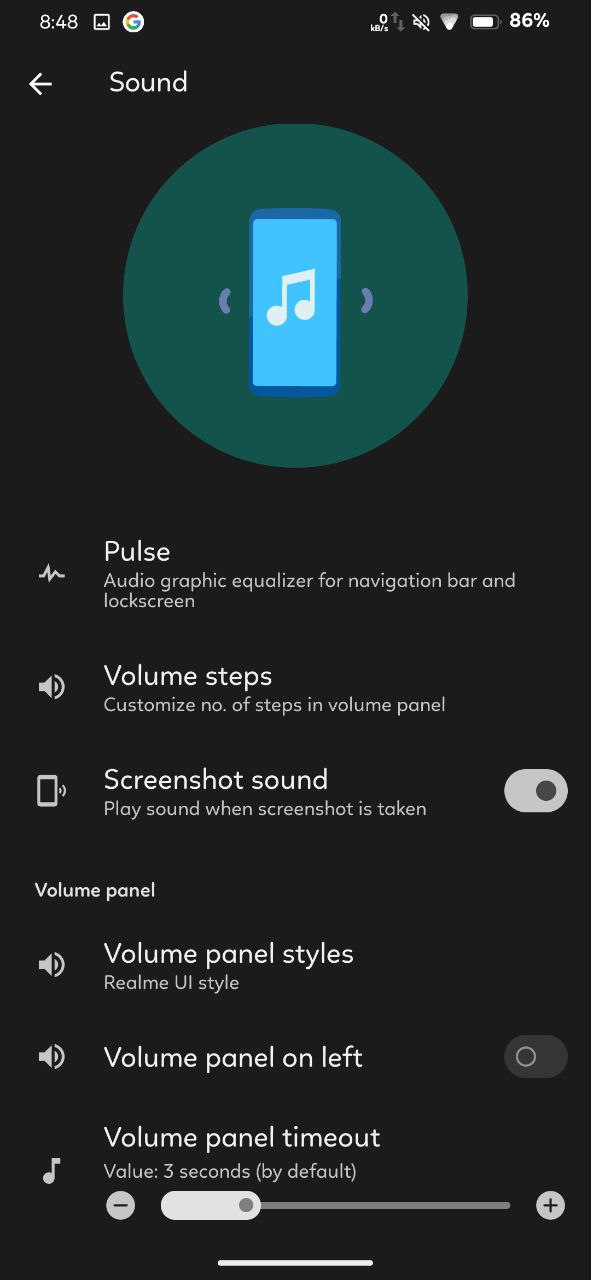 8:48 0 kB/s 86%
Sound
Pulse
Audio graphic equalizer for navigation bar and
lockscreen
Volume steps
Customize no. of steps in volume panel
Screenshot sound
Play sound when screenshot is taken
Volume panel
Volume panel styles
Realme UI style
Volume panel on left
Volume panel timeout
Value: 3 seconds (by default)